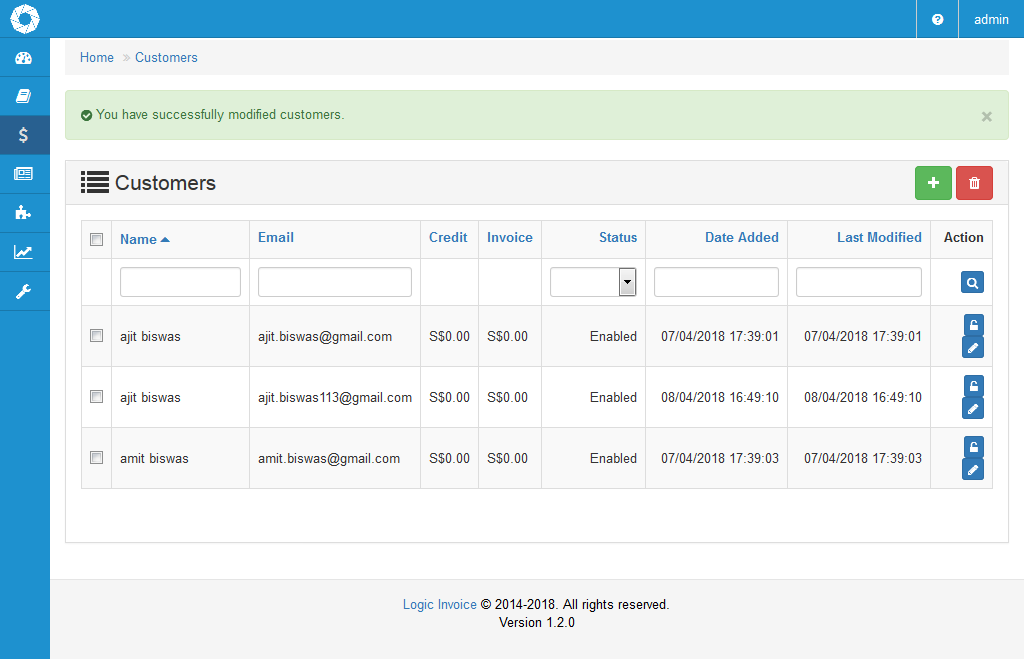 admin
Home » Customers
You have successfully modified customers. ×
Customers
Name Email Credit Invoice Status Date Added Last Modified Action
ajit biswas ajit.biswas@gmail.com S$0.00 S$0.00 Enabled 07/04/2018 17:39:01 07/04/2018 17:39:01
ajit biswas ajit.biswas113@gmail.com S$0.00 S$0.00 Enabled 08/04/2018 16:49:10 08/04/2018 16:49:10
amit biswas amit.biswas@gmail.com S$0.00 S$0.00 Enabled 07/04/2018 17:39:03 07/04/2018 17:39:03
Logic Invoice © 2014-2018. All rights reserved.
Version 1.2.0